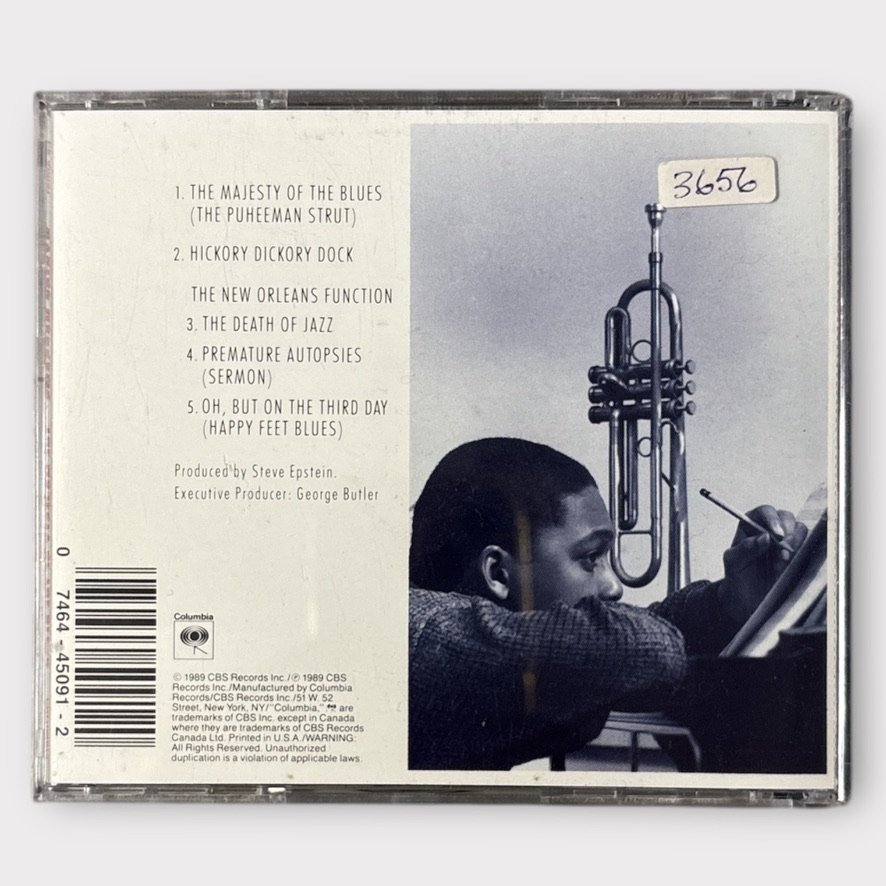 1. THE MAJESTY OF THE BLUES
(THE PUHEEMAN STRUT)
2. HICKORY DICKORY DOCK
THE NEW ORLEANS FUNCTION
3. THE DEATH OF JAZZ
4. PREMATURE AUTOPSIES
(SERMON)
5. OH, BUT ON THE THIRD DAY
(HAPPY FEET BLUES)
Produced by Steve Epstein.
Executive Producer: George Butler
3656
0 7464-45091-2
Columbia
© 1989 CBS Records Inc./℗ 1989 CBS
Records Inc./Manufactured by Columbia
Records/CBS Records Inc./51 W. 52
Street, New York, NY/"Columbia," are
trademarks of CBS Inc. except in Canada
where they are trademarks of CBS Records
Canada Ltd. Printed in U.S.A./WARNING:
All Rights Reserved. Unauthorized
duplication is a violation of applicable laws.